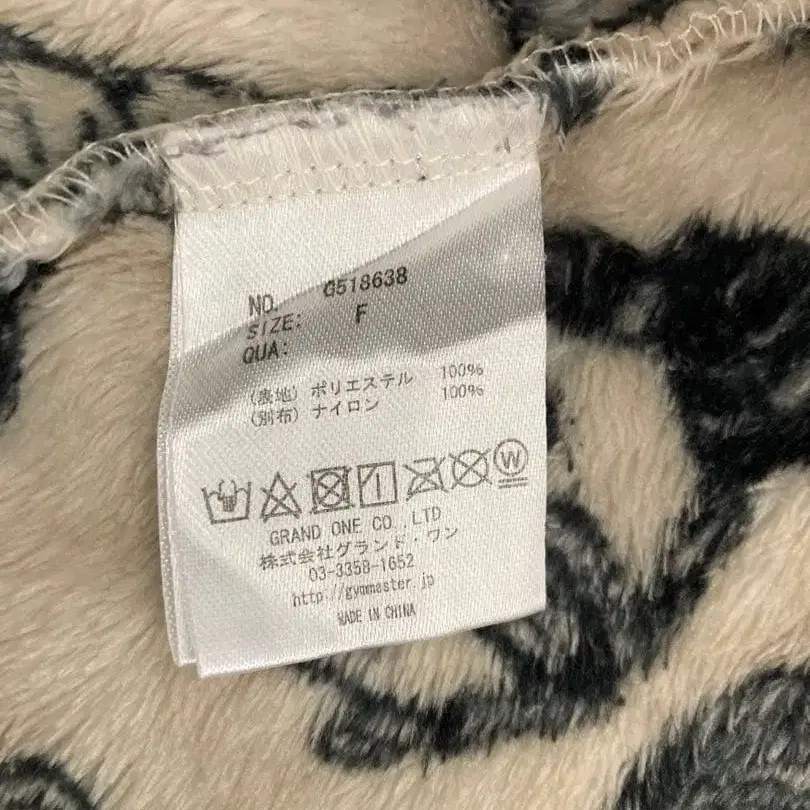 NO. G518638
SIZE: F
QUA:
(表地) ポリエステル 100%
(別布) ナイロン 100%
W
GRAND ONE CO.,LTD
株式会社グランド・ワン
03-3358-1652
http://gymmaster.jp
MADE IN CHINA